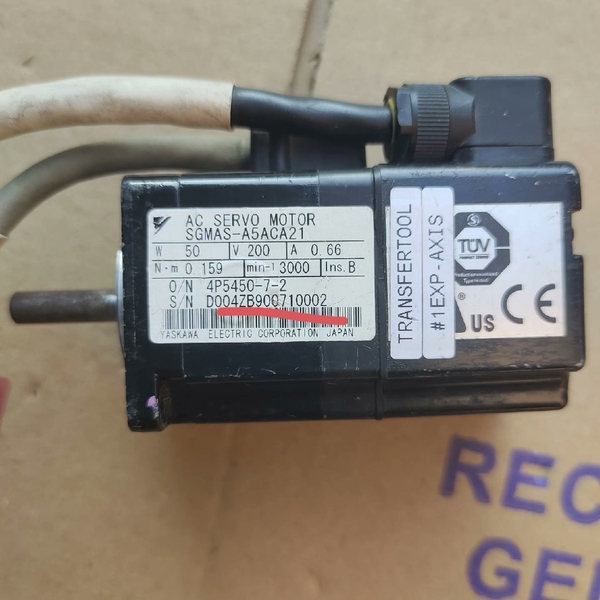 AC SERVO MOTOR
SGMAS-A5ACA21
W 50 V 200 A 0.66
N·m 0.159 min-1 3000 Ins.B
O/N 4P5450-7-2
S/N D004ZB900710002
YASKAWA ELECTRIC CORPORATION JAPAN
TRANSFERTOOL
#1EXP-AXIS
TÜV
US
CE
REC
GE